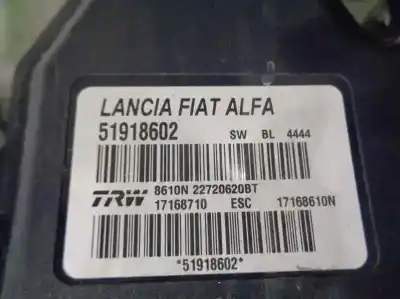 LANCIA FIAT ALFA
51918602 SW BL 4444
TRW 8610N 22720620BT
17168710 ESC 17168610N
*51918602*